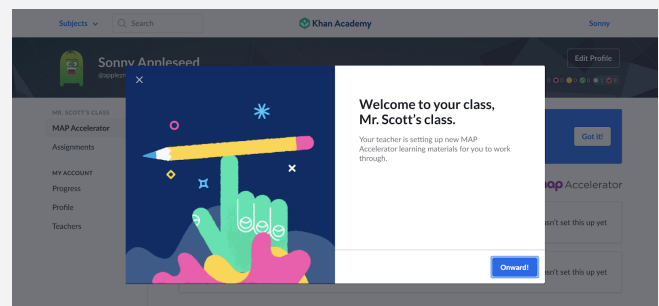 Subjects
Search
Khan Academy
Sonny
Sonny Appleseed
Edit Profile
MR. SCOTT'S CLASS
MAP Accelerator
Assignments
MY ACCOUNT
Progress
Profile
Teachers
Welcome to your class,
Mr. Scott's class.
Your teacher is setting up new MAP
Accelerator learning materials for you to work
through.
Onward!
Got it!
Accelerator
set this up yet
set this up yet